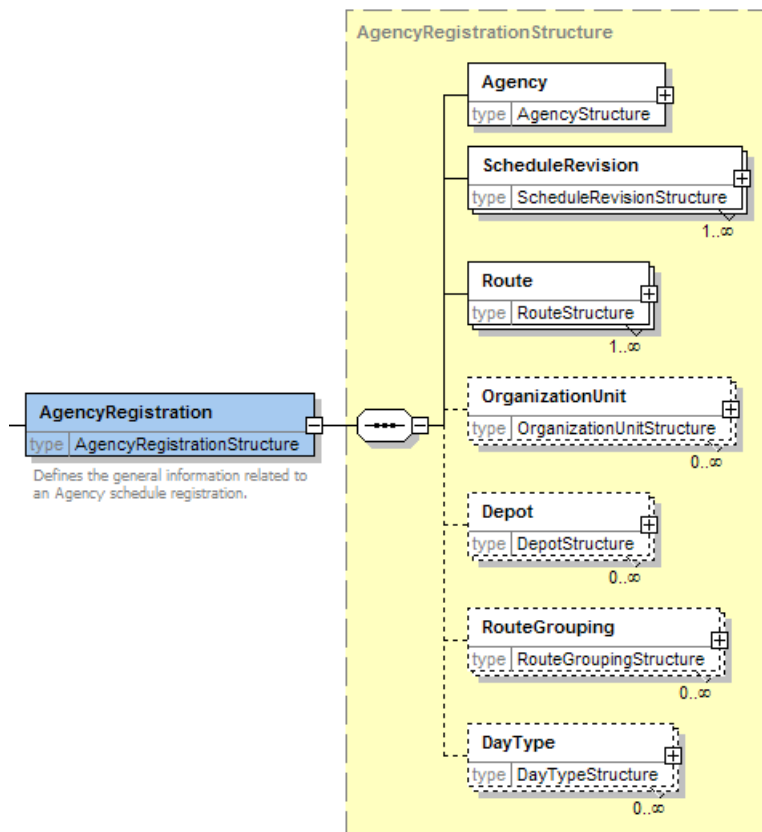 AgencyRegistrationStructure
Agency
type AgencyStructure
ScheduleRevision
type ScheduleRevisionStructure
1..∞
Route
type RouteStructure
1..∞
AgencyRegistration
type AgencyRegistrationStructure
Defines the general information related to
an Agency schedule registration.
OrganizationUnit
type OrganizationUnitStructure
0..∞
Depot
type DepotStructure
0..∞
RouteGrouping
type RouteGroupingStructure
0..∞
DayType
type DayTypeStructure
0..∞